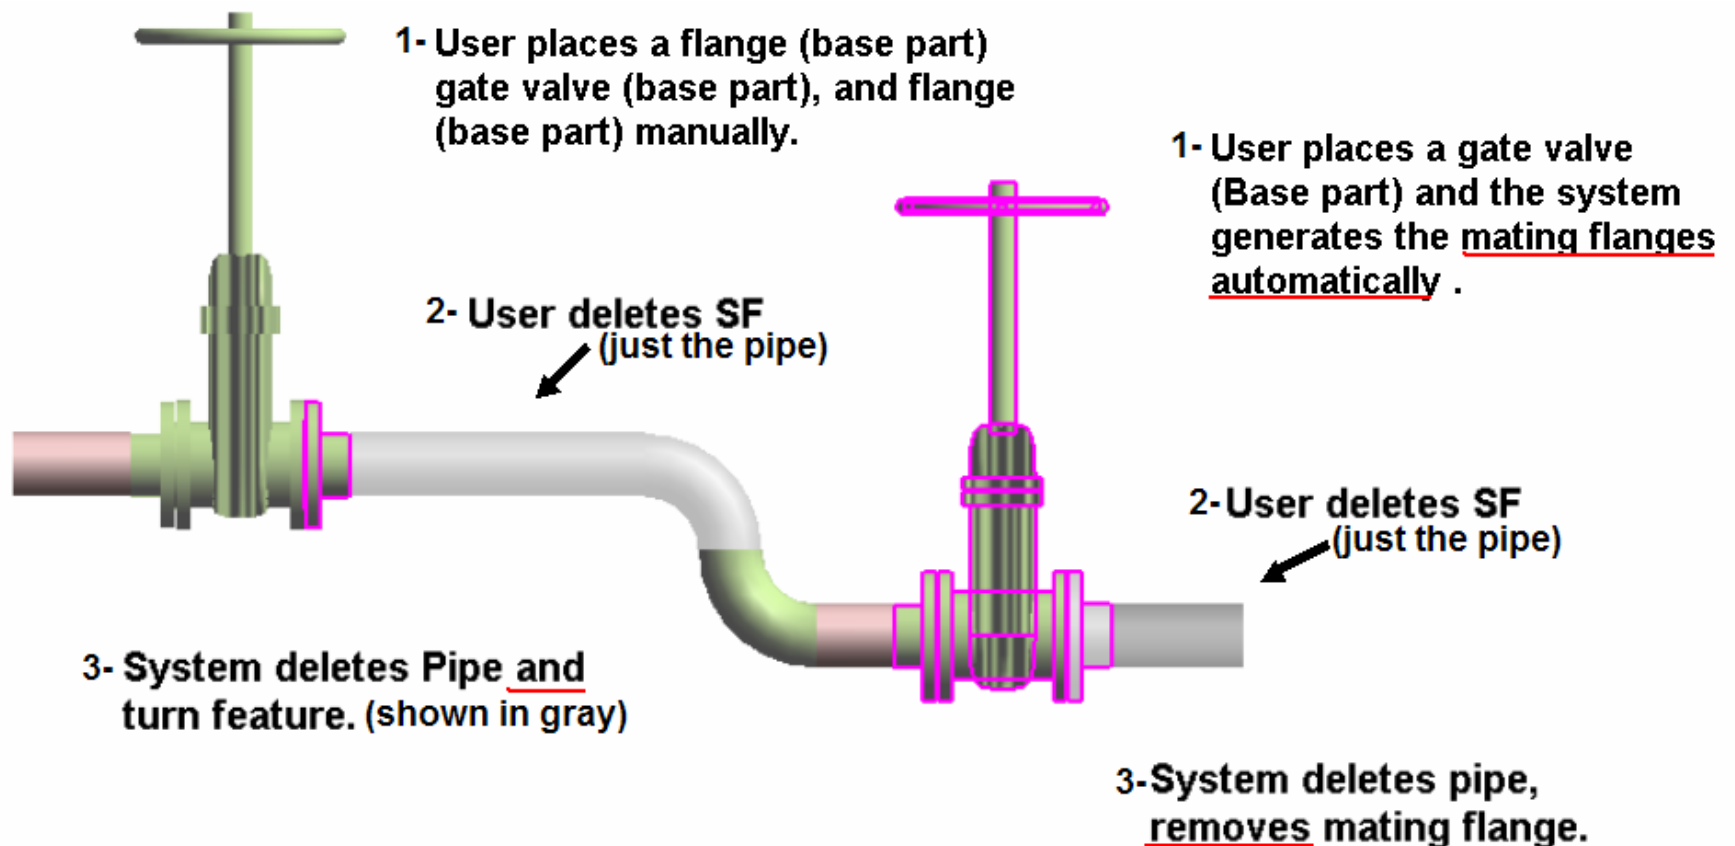 1- User places a flange (base part)
gate valve (base part), and flange
(base part) manually.
1- User places a gate valve
(Base part) and the system
generates the mating flanges
automatically .
2- User deletes SF
(just the pipe)
2- User deletes SF
(just the pipe)
3- System deletes Pipe and
turn feature. (shown in gray)
3- System deletes pipe,
removes mating flange.